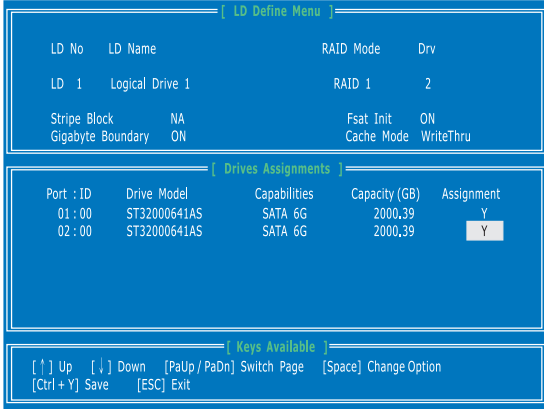 [ LD Define Menu ]
LD No LD Name RAID Mode Drv
LD 1 Logical Drive 1 RAID 1 2
Stripe Block NA Fsat Init ON
Gigabyte Boundary ON Cache Mode WriteThru
[ Drives Assignments ]
Port : ID Drive Model Capabilities Capacity (GB) Assignment
01 : 00 ST32000641AS SATA 6G 2000.39 Y
02 : 00 ST32000641AS SATA 6G 2000.39 Y
[ Keys Available ]
[↑] Up [↓] Down [PaUp / PaDn] Switch Page [Space] Change Option
[Ctrl + Y] Save [ESC] Exit